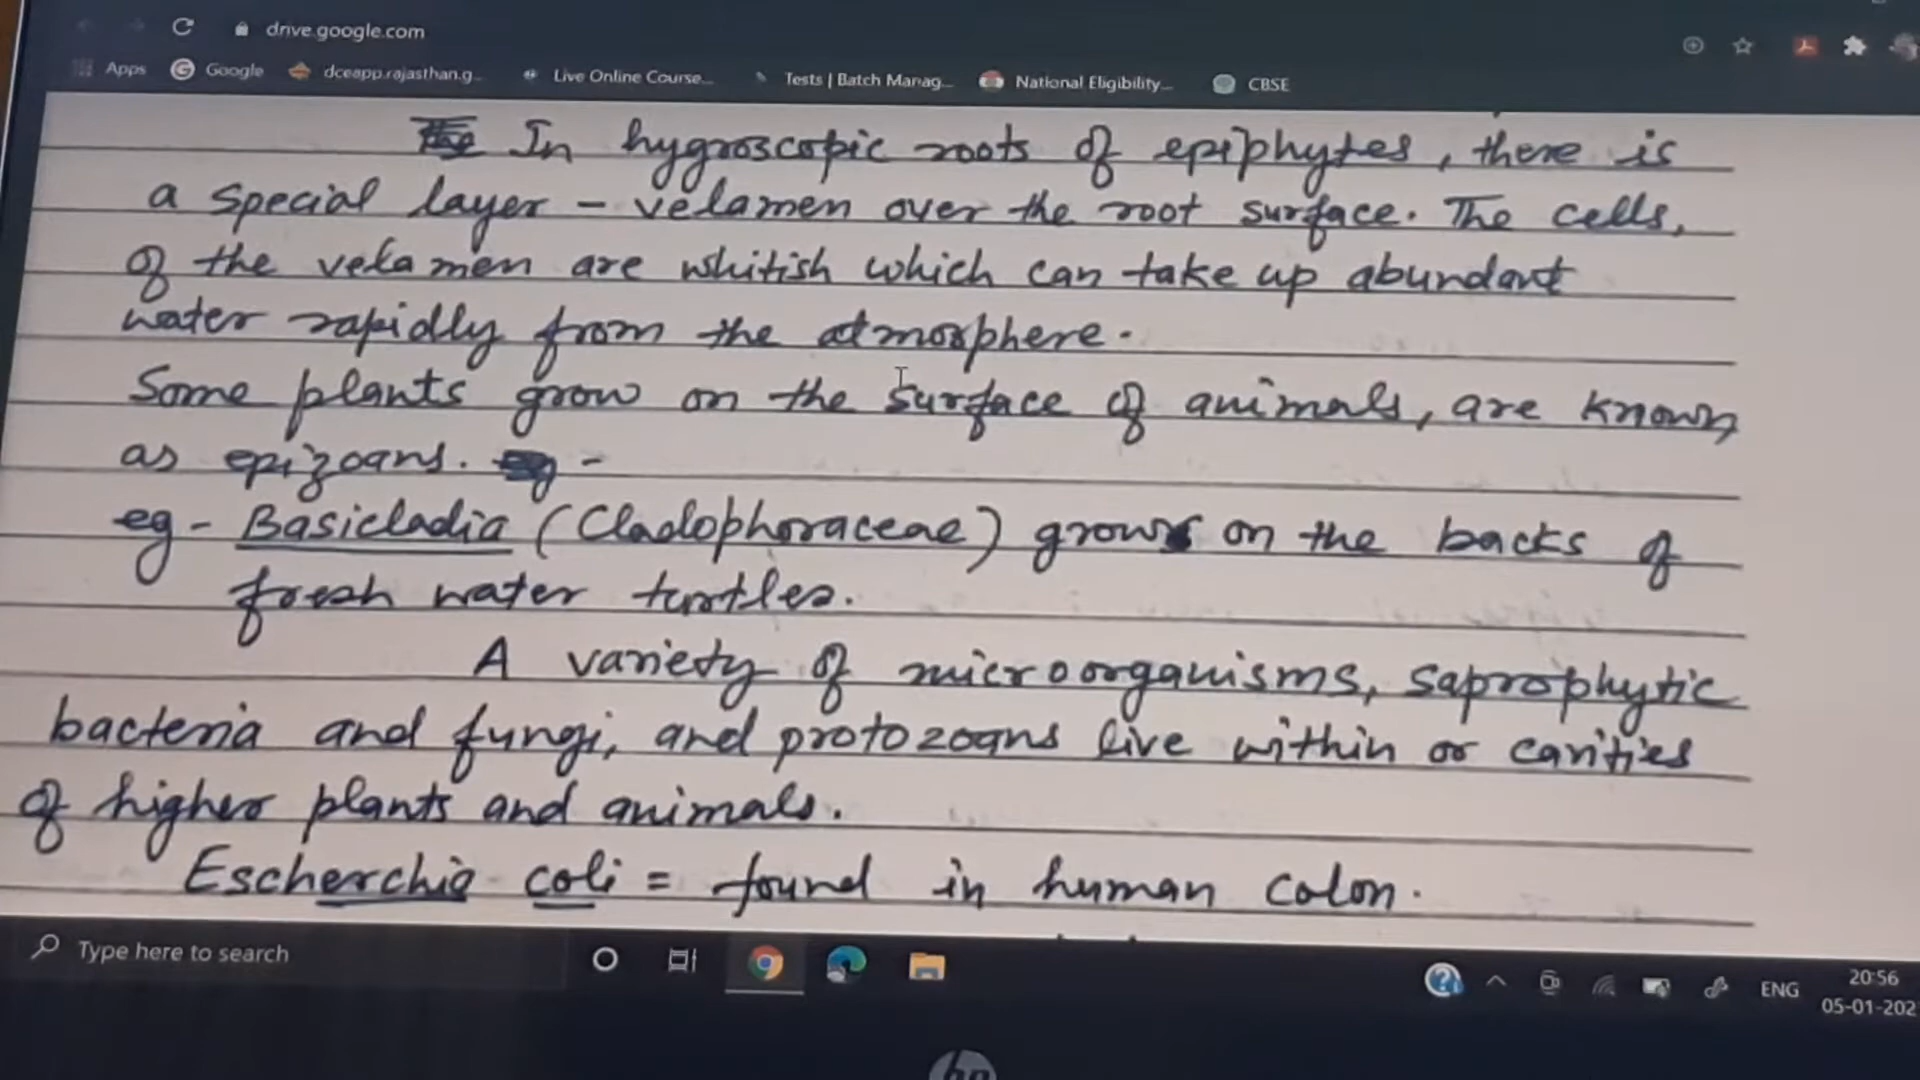 drive.google.com
Apps Google dceapp.rajasthan.g... Live Online Course... Tests | Batch Manag... National Eligibility... CBSE
In hygroscopic roots of epiphytes, there is
a special layer - velamen over the root surface. The cells,
of the velamen are whitish which can take up abundant
water rapidly from the atmosphere.
Some plants grow on the surface of animals, are known
as epizoans. -
eg - Basicladia (Cladophoraceae) grows on the backs of
fresh water turtles.
A variety of microorganisms, saprophytic
bacteria and fungi, and protozoans live within or cavities
of higher plants and animals.
Escherchia coli = found in human colon.
Type here to search
ENG
20:56
05-01-202
hp